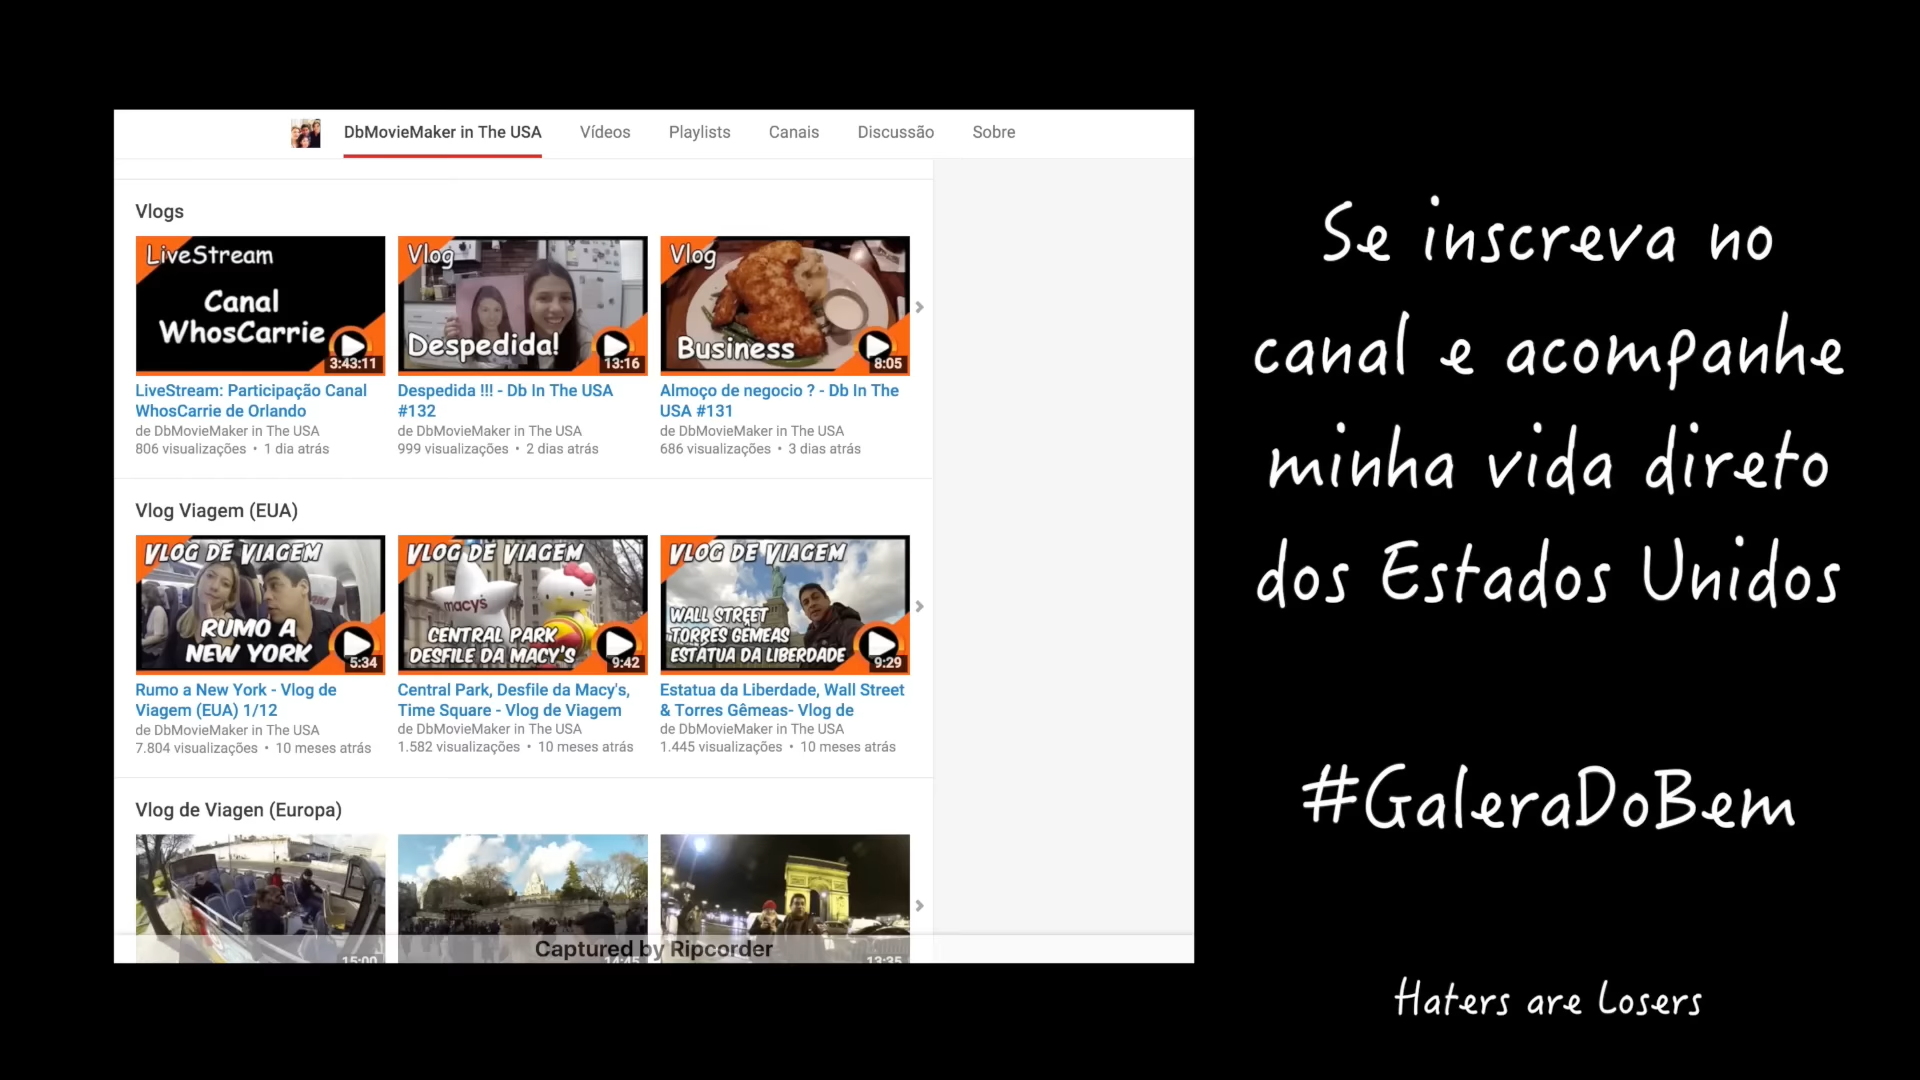 DbMovieMaker in The USA Vídeos Playlists Canais Discussão Sobre
Vlogs
LiveStream
Canal
WhosCarrie
3:43:11
Vlog
Despedida!
13:16
Vlog
Business
8:05
LiveStream: Participação Canal
WhosCarrie de Orlando
de DbMovieMaker in The USA
806 visualizações • 1 dia atrás
Despedida !!! - Db In The USA
#132
de DbMovieMaker in The USA
999 visualizações • 2 dias atrás
Almoço de negocio ? - Db In The
USA #131
de DbMovieMaker in The USA
686 visualizações • 3 dias atrás
Vlog Viagem (EUA)
VLOG DE VIAGEM
RUMO A
NEW YORK
5:34
VLOG DE VIAGEM
macy's
CENTRAL PARK
DESFILE DA MACY'S
9:42
VLOG DE VIAGEM
WALL STREET
TORRES GÊMEAS
ESTÁTUA DA LIBERDADE
9:29
Rumo a New York - Vlog de
Viagem (EUA) 1/12
de DbMovieMaker in The USA
7.804 visualizações • 10 meses atrás
Central Park, Desfile da Macy's,
Time Square - Vlog de Viagem
de DbMovieMaker in The USA
1.582 visualizações • 10 meses atrás
Estatua da Liberdade, Wall Street
& Torres Gêmeas- Vlog de
de DbMovieMaker in The USA
1.445 visualizações • 10 meses atrás
Vlog de Viagen (Europa)
15:00
14:45
13:35
Captured by Ripcorder
Se inscreva no
canal e acompanhe
minha vida direto
dos Estados Unidos
#GaleraDoBem
Haters are Losers